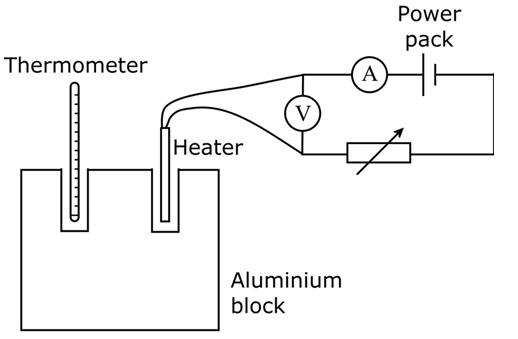 Power
pack
Thermometer
A
V
Heater
Aluminium
block